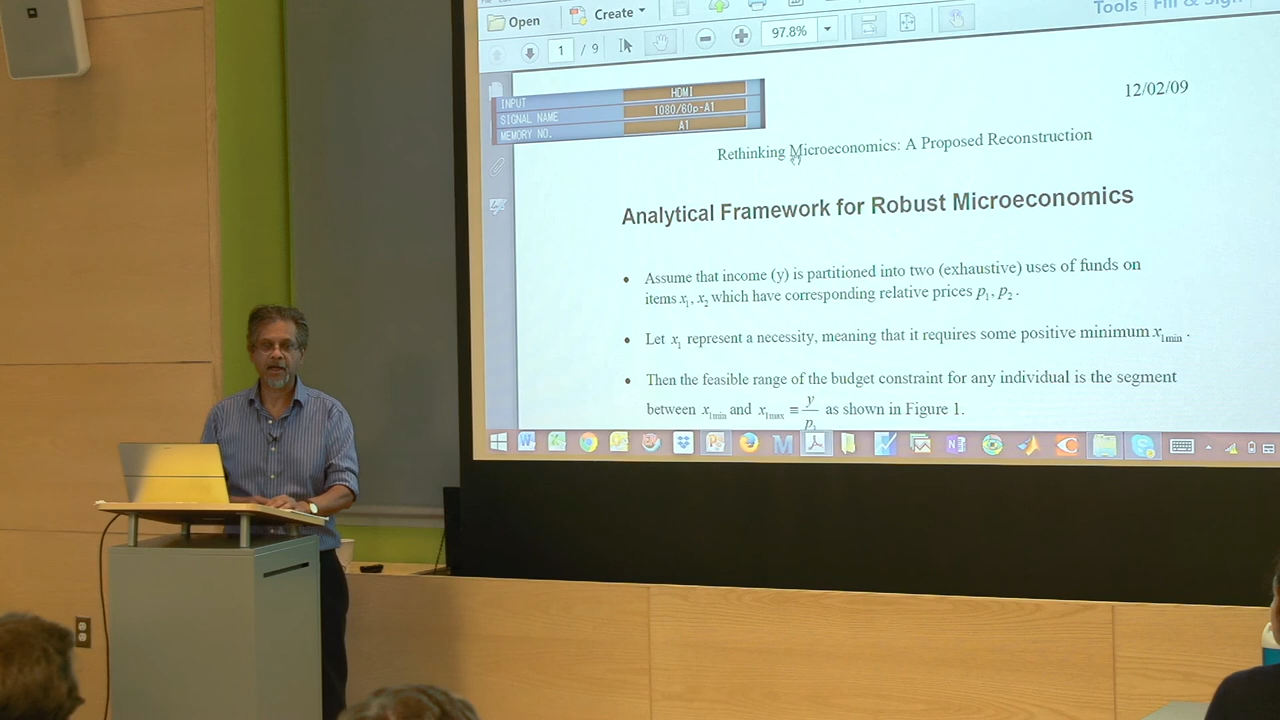 Open
Create
Tools
Fill & Sign
1 / 9
97.8%
INPUT HDMI
SIGNAL NAME 1080/60p-A1
MEMORY NO. A1
12/02/09
Rethinking Microeconomics: A Proposed Reconstruction
Analytical Framework for Robust Microeconomics
• Assume that income (y) is partitioned into two (exhaustive) uses of funds on
items x₁, x₂ which have corresponding relative prices p₁, p₂.
• Let x₁ represent a necessity, meaning that it requires some positive minimum x₁min .
• Then the feasible range of the budget constraint for any individual is the segment
between x₁min and x₁max ≡ y/p₁ as shown in Figure 1.